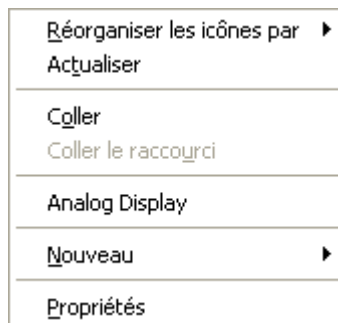 Réorganiser les icônes par
Actualiser
Coller
Coller le raccourci
Analog Display
Nouveau
Propriétés